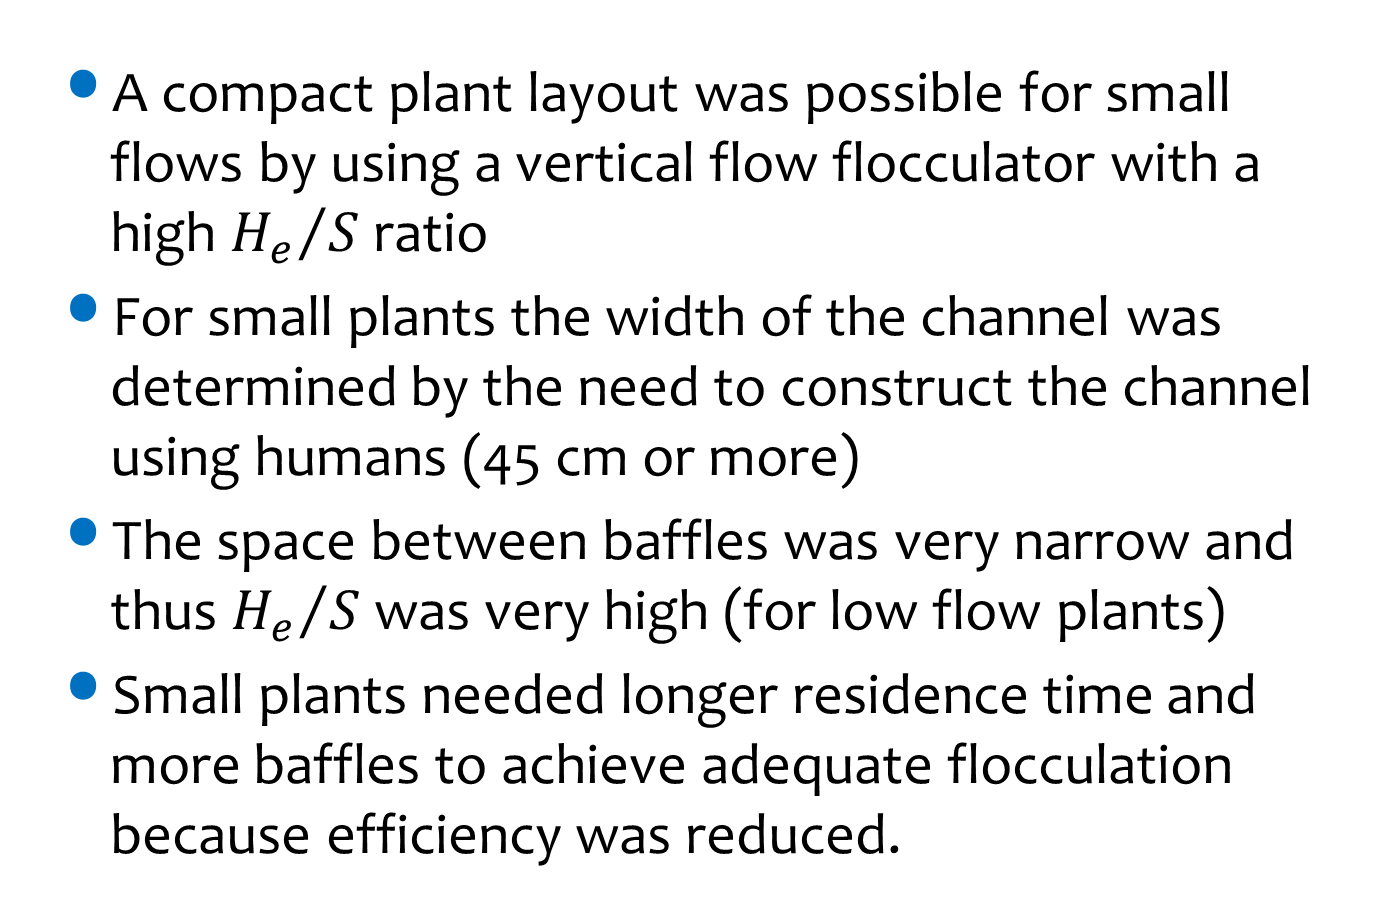 • A compact plant layout was possible for small
flows by using a vertical flow flocculator with a
high H_e/S ratio
• For small plants the width of the channel was
determined by the need to construct the channel
using humans (45 cm or more)
• The space between baffles was very narrow and
thus H_e/S was very high (for low flow plants)
• Small plants needed longer residence time and
more baffles to achieve adequate flocculation
because efficiency was reduced.